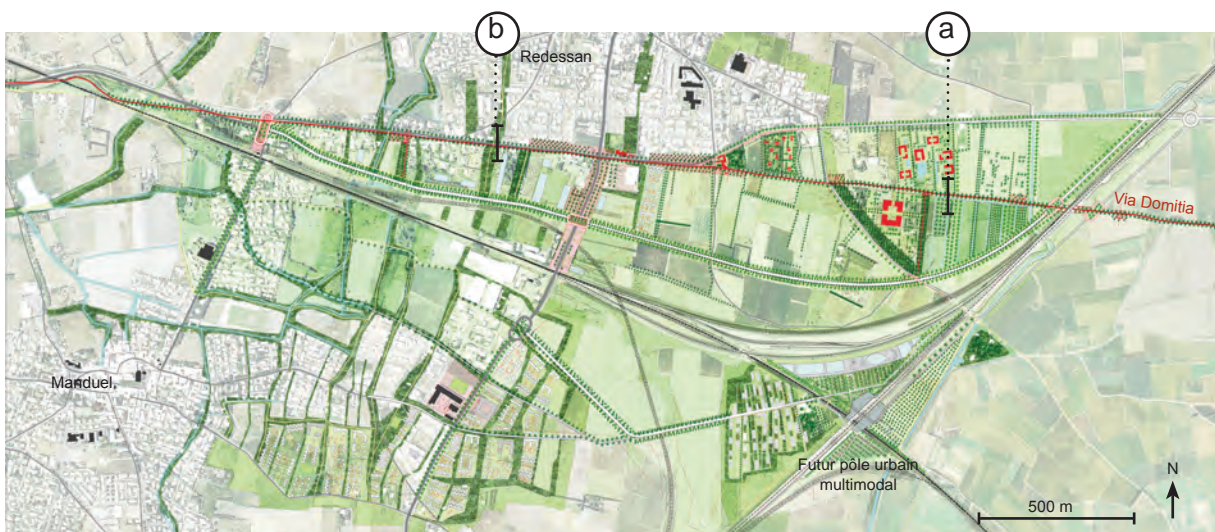 b
a
Redessan
Via Domitia
Manduel
Futur pôle urbain
multimodal
N
500 m